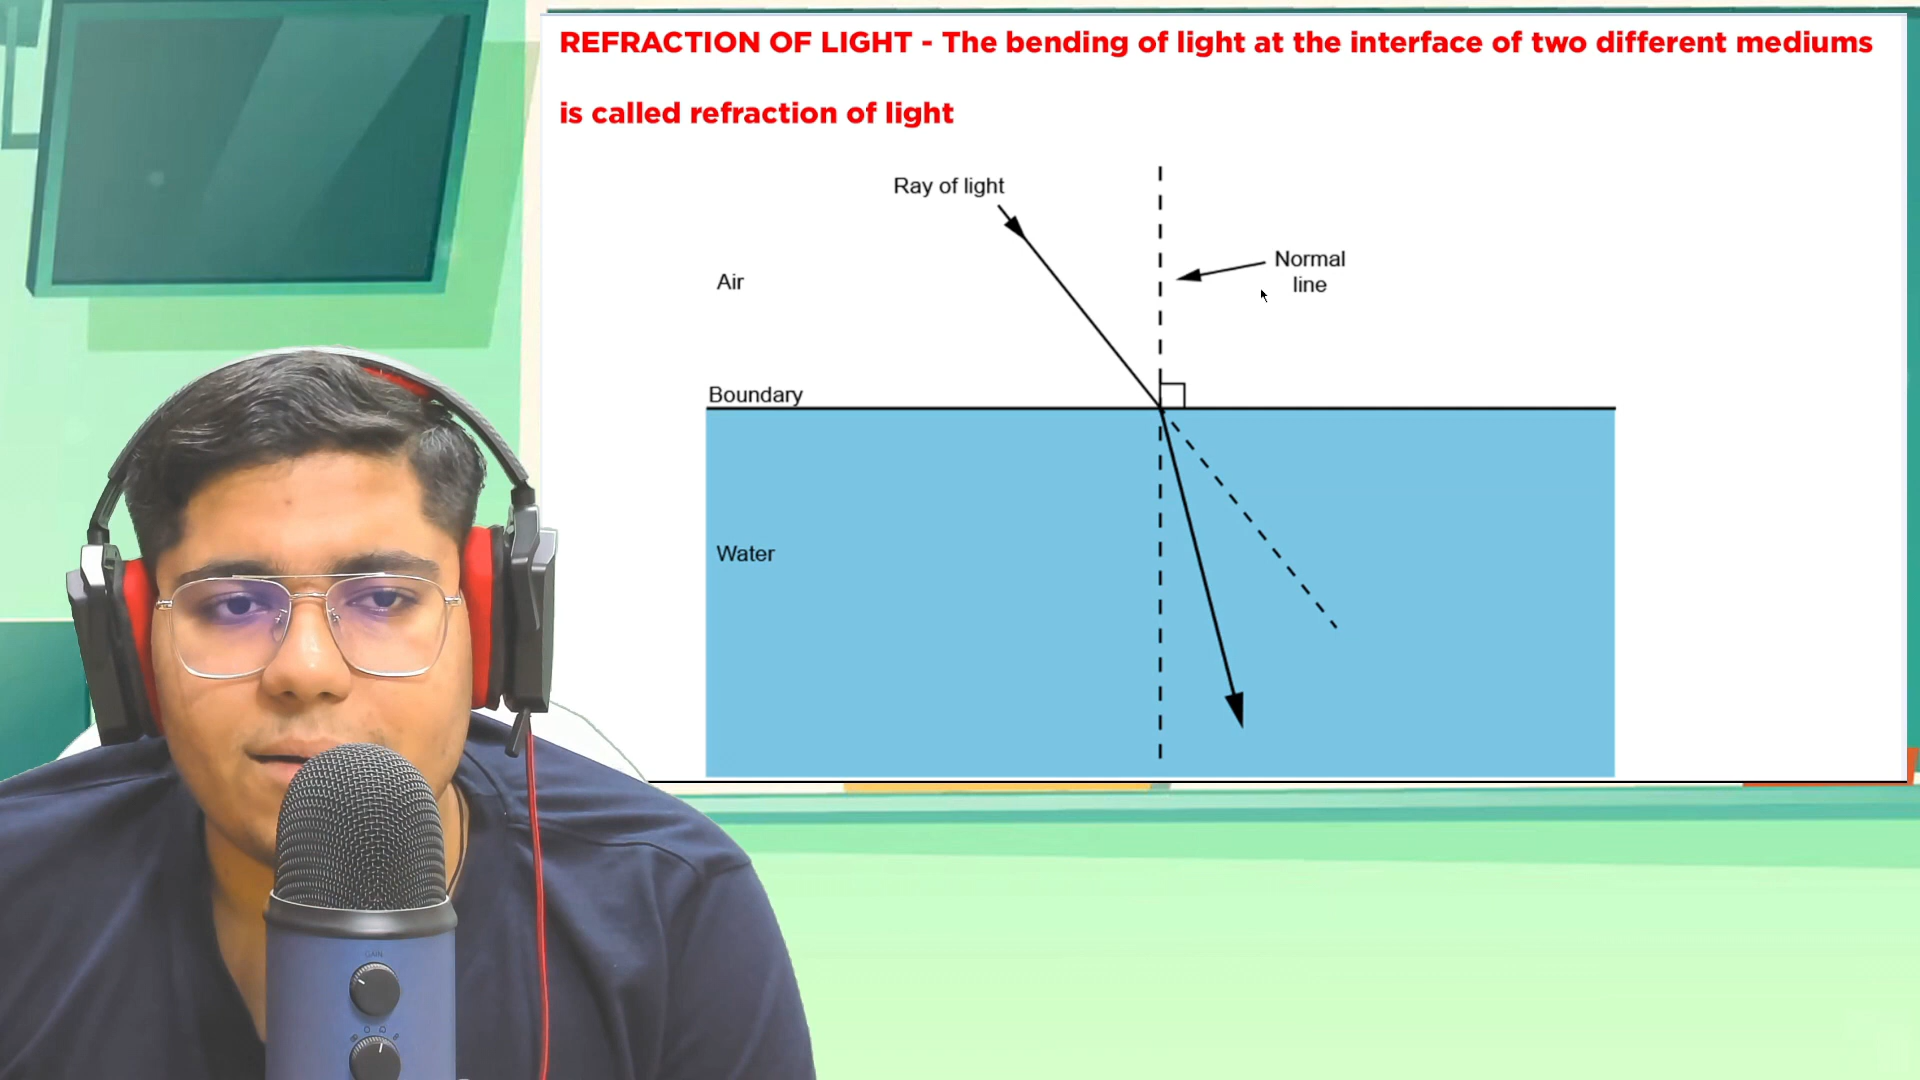 REFRACTION OF LIGHT - The bending of light at the interface of two different mediums
is called refraction of light
Ray of light
Normal
line
Air
Boundary
Water
GAIN